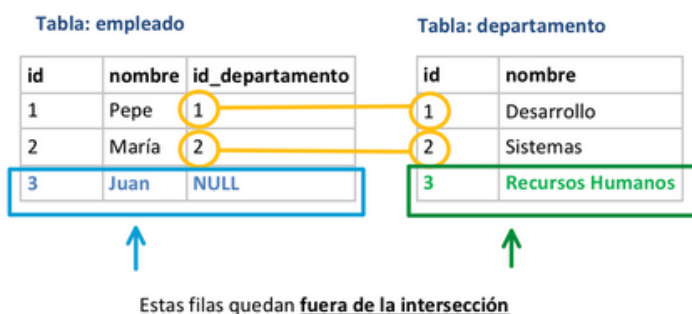 Tabla: empleado Tabla: departamento
id nombre id_departamento id nombre
1 Pepe 1 1 Desarrollo
2 María 2 2 Sistemas
3 Juan NULL 3 Recursos Humanos
Estas filas quedan fuera de la intersección